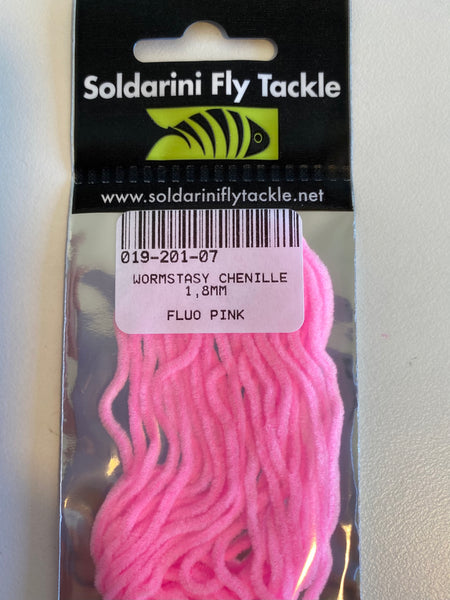 Soldarini Fly Tackle
www.soldariniflytackle.net
019-201-07
WORMSTASY CHENILLE
1,8MM
FLUO PINK